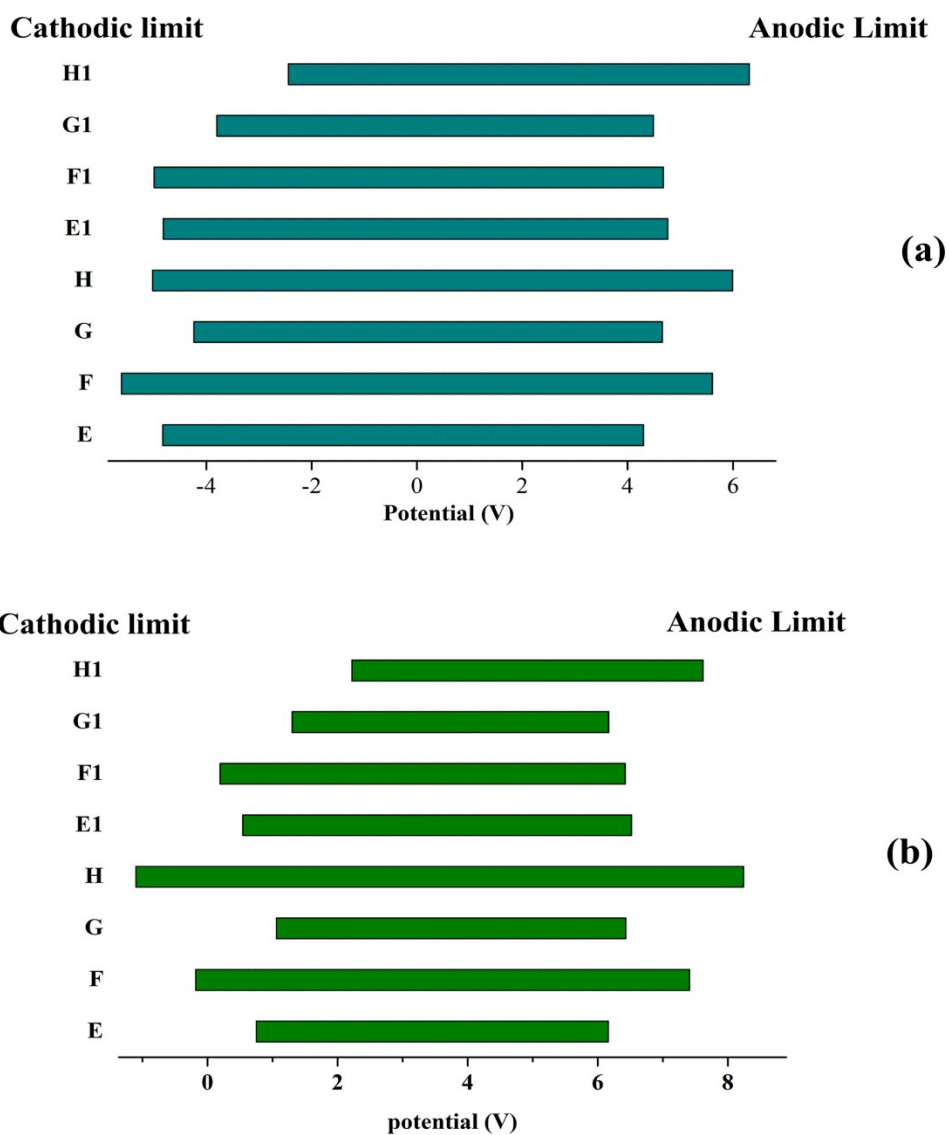 Cathodic limit Anodic Limit
H1
G1
F1
E1
(a)
H
G
F
E
-4 -2 0 2 4 6
Potential (V)
Cathodic limit Anodic Limit
H1
G1
F1
E1
(b)
H
G
F
E
0 2 4 6 8
potential (V)